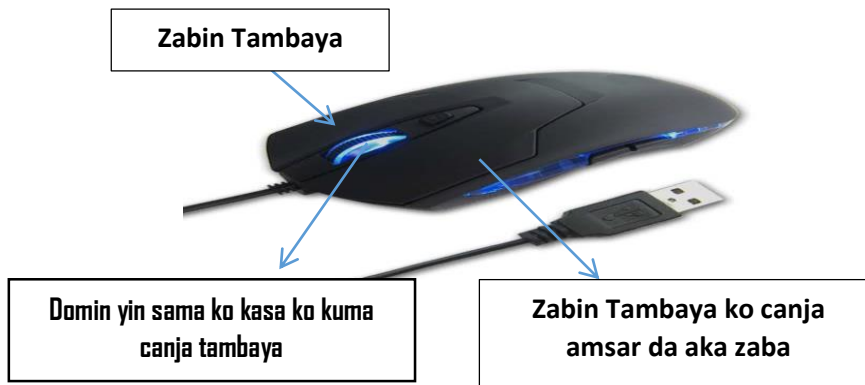 Zabin Tambaya
Domin yin sama ko kasa ko kuma
canja tambaya
Zabin Tambaya ko canja
amsar da aka zaba